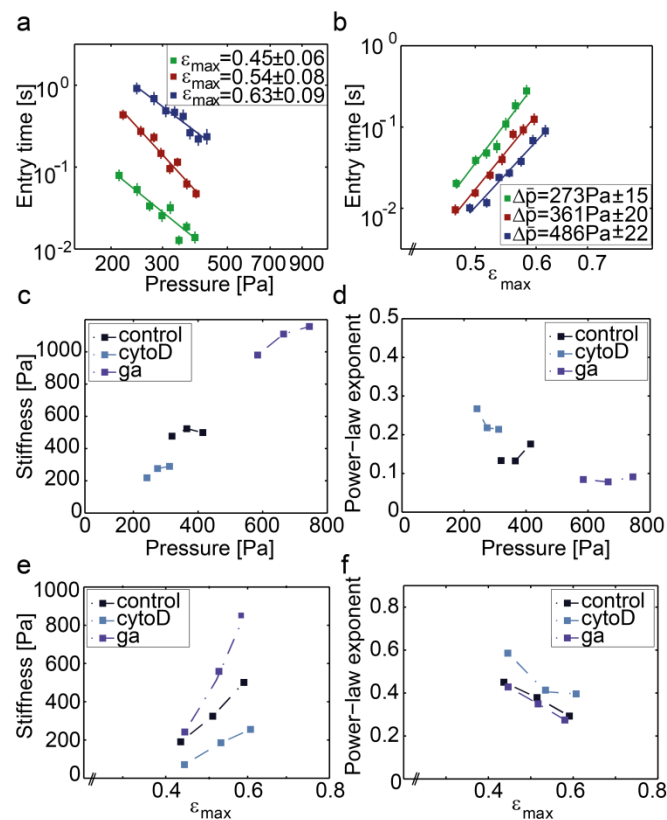 a
b
Entry time [s]
10^0
10^-1
10^-2
ε_max=0.45±0.06
ε_max=0.54±0.08
ε_max=0.63±0.09
200 300 500 700 900
Pressure [Pa]
Entry time [s]
10^0
10^-1
10^-2
Δp̄=273Pa±15
Δp̄=361Pa±20
Δp̄=486Pa±22
0.5 0.6 0.7
ε_max
c
d
Stiffness [Pa]
1000
800
600
400
200
0
control
cytoD
ga
0 200 400 600 800
Pressure [Pa]
Power-law exponent
0.5
0.4
0.3
0.2
0.1
0
control
cytoD
ga
0 200 400 600 800
Pressure [Pa]
e
f
Stiffness [Pa]
1000
800
600
400
200
0
control
cytoD
ga
0.4 0.6 0.8
ε_max
Power-law exponent
0.8
0.6
0.4
0.2
0
control
cytoD
ga
0.4 0.6 0.8
ε_max